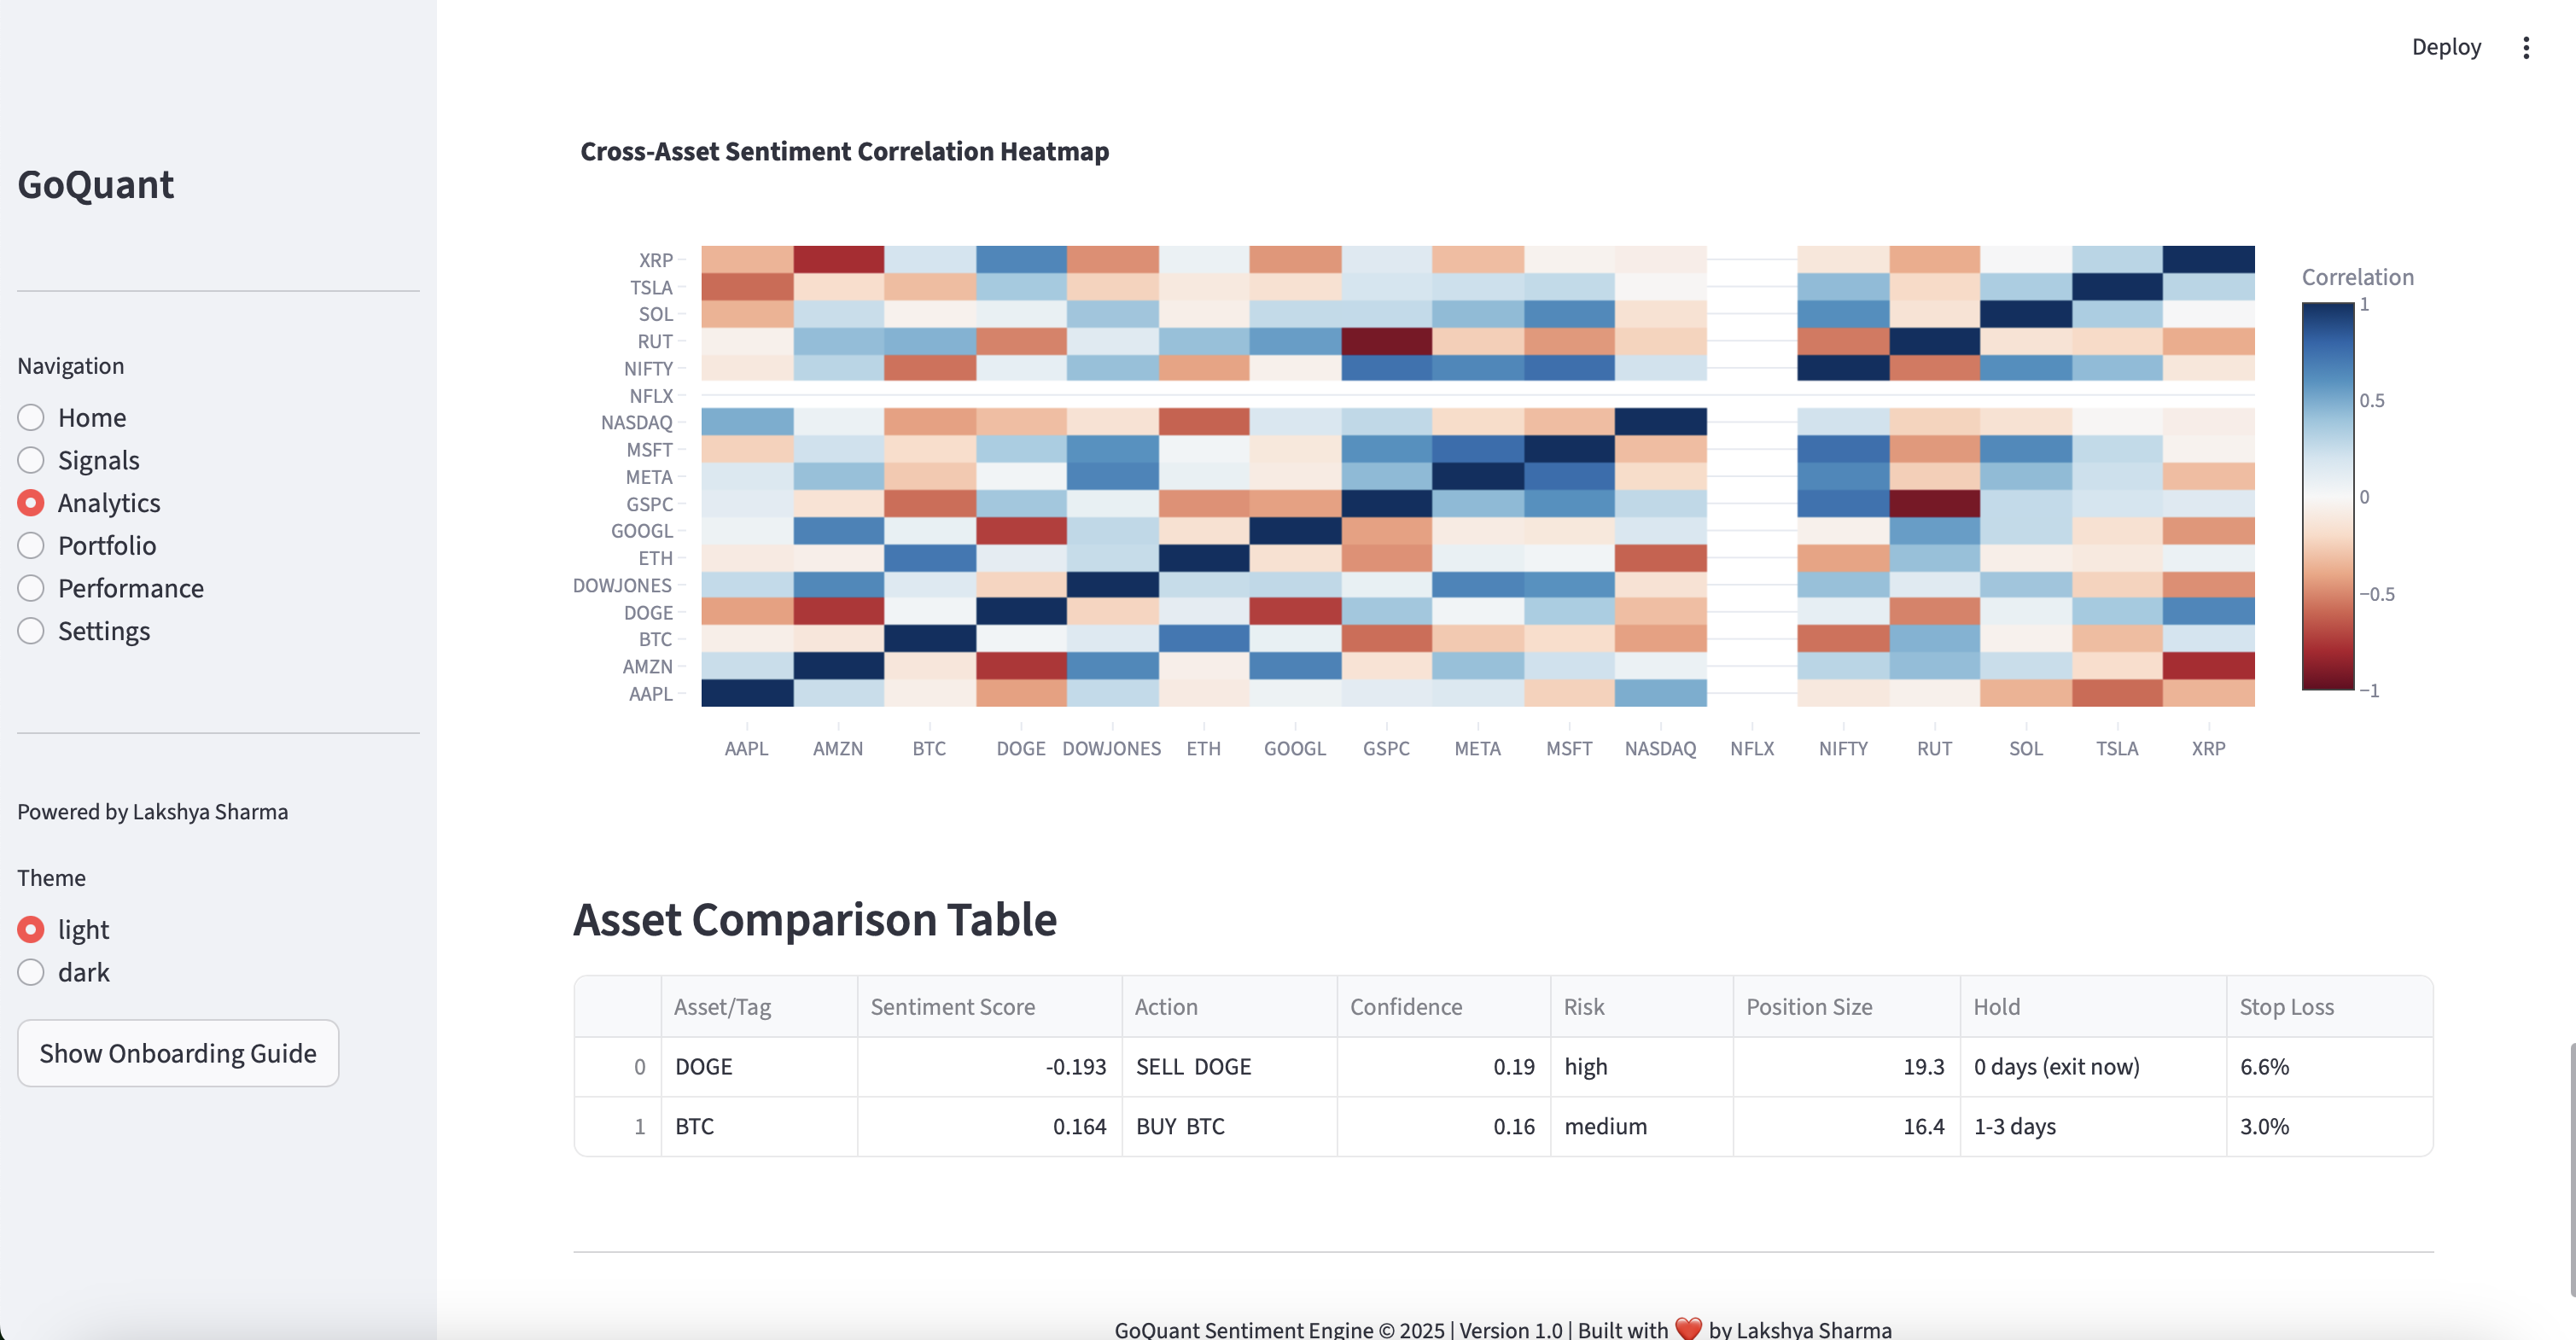 Deploy
GoQuant
Navigation
Home
Signals
Analytics
Portfolio
Performance
Settings
Powered by Lakshya Sharma
Theme
light
dark
Show Onboarding Guide
Cross-Asset Sentiment Correlation Heatmap
XRP
TSLA
SOL
RUT
NIFTY
NFLX
NASDAQ
MSFT
META
GSPC
GOOGL
ETH
DOWJONES
DOGE
BTC
AMZN
AAPL
AAPL AMZN BTC DOGE DOWJONES ETH GOOGL GSPC META MSFT NASDAQ NFLX NIFTY RUT SOL TSLA XRP
Correlation
1
0.5
0
−0.5
−1
Asset Comparison Table
Asset/Tag Sentiment Score Action Confidence Risk Position Size Hold Stop Loss
0 DOGE -0.193 SELL DOGE 0.19 high 19.3 0 days (exit now) 6.6%
1 BTC 0.164 BUY BTC 0.16 medium 16.4 1-3 days 3.0%
GoQuant Sentiment Engine © 2025 | Version 1.0 | Built with ❤️ by Lakshya Sharma